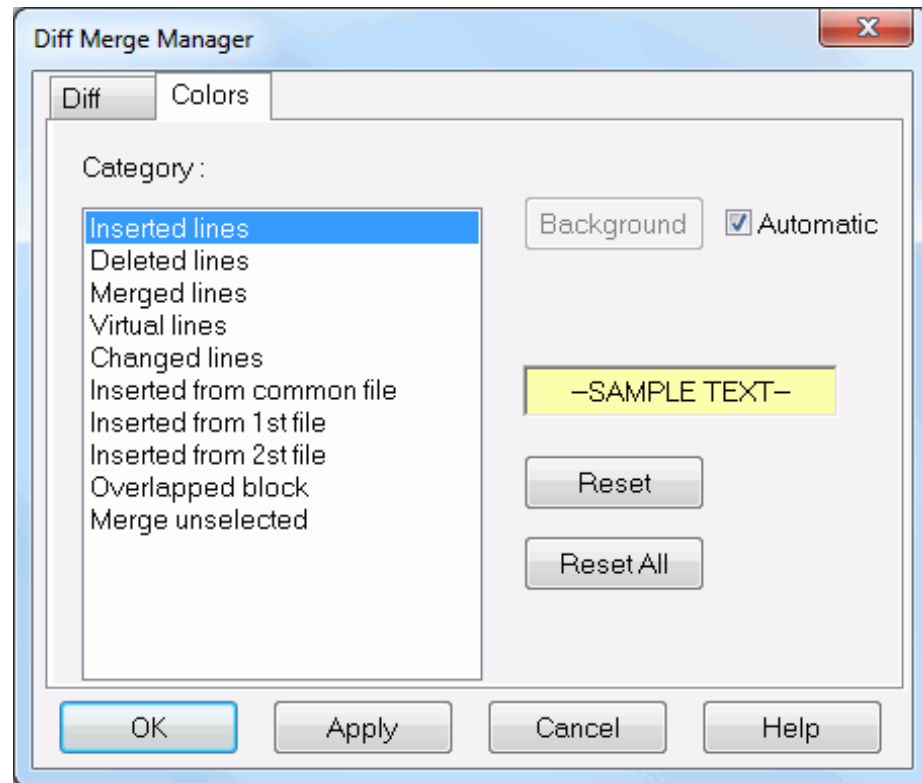 Diff Merge Manager
Diff
Colors
Category :
Inserted lines
Deleted lines
Merged lines
Virtual lines
Changed lines
Inserted from common file
Inserted from 1st file
Inserted from 2st file
Overlapped block
Merge unselected
Background
Automatic
–SAMPLE TEXT–
Reset
Reset All
OK
Apply
Cancel
Help